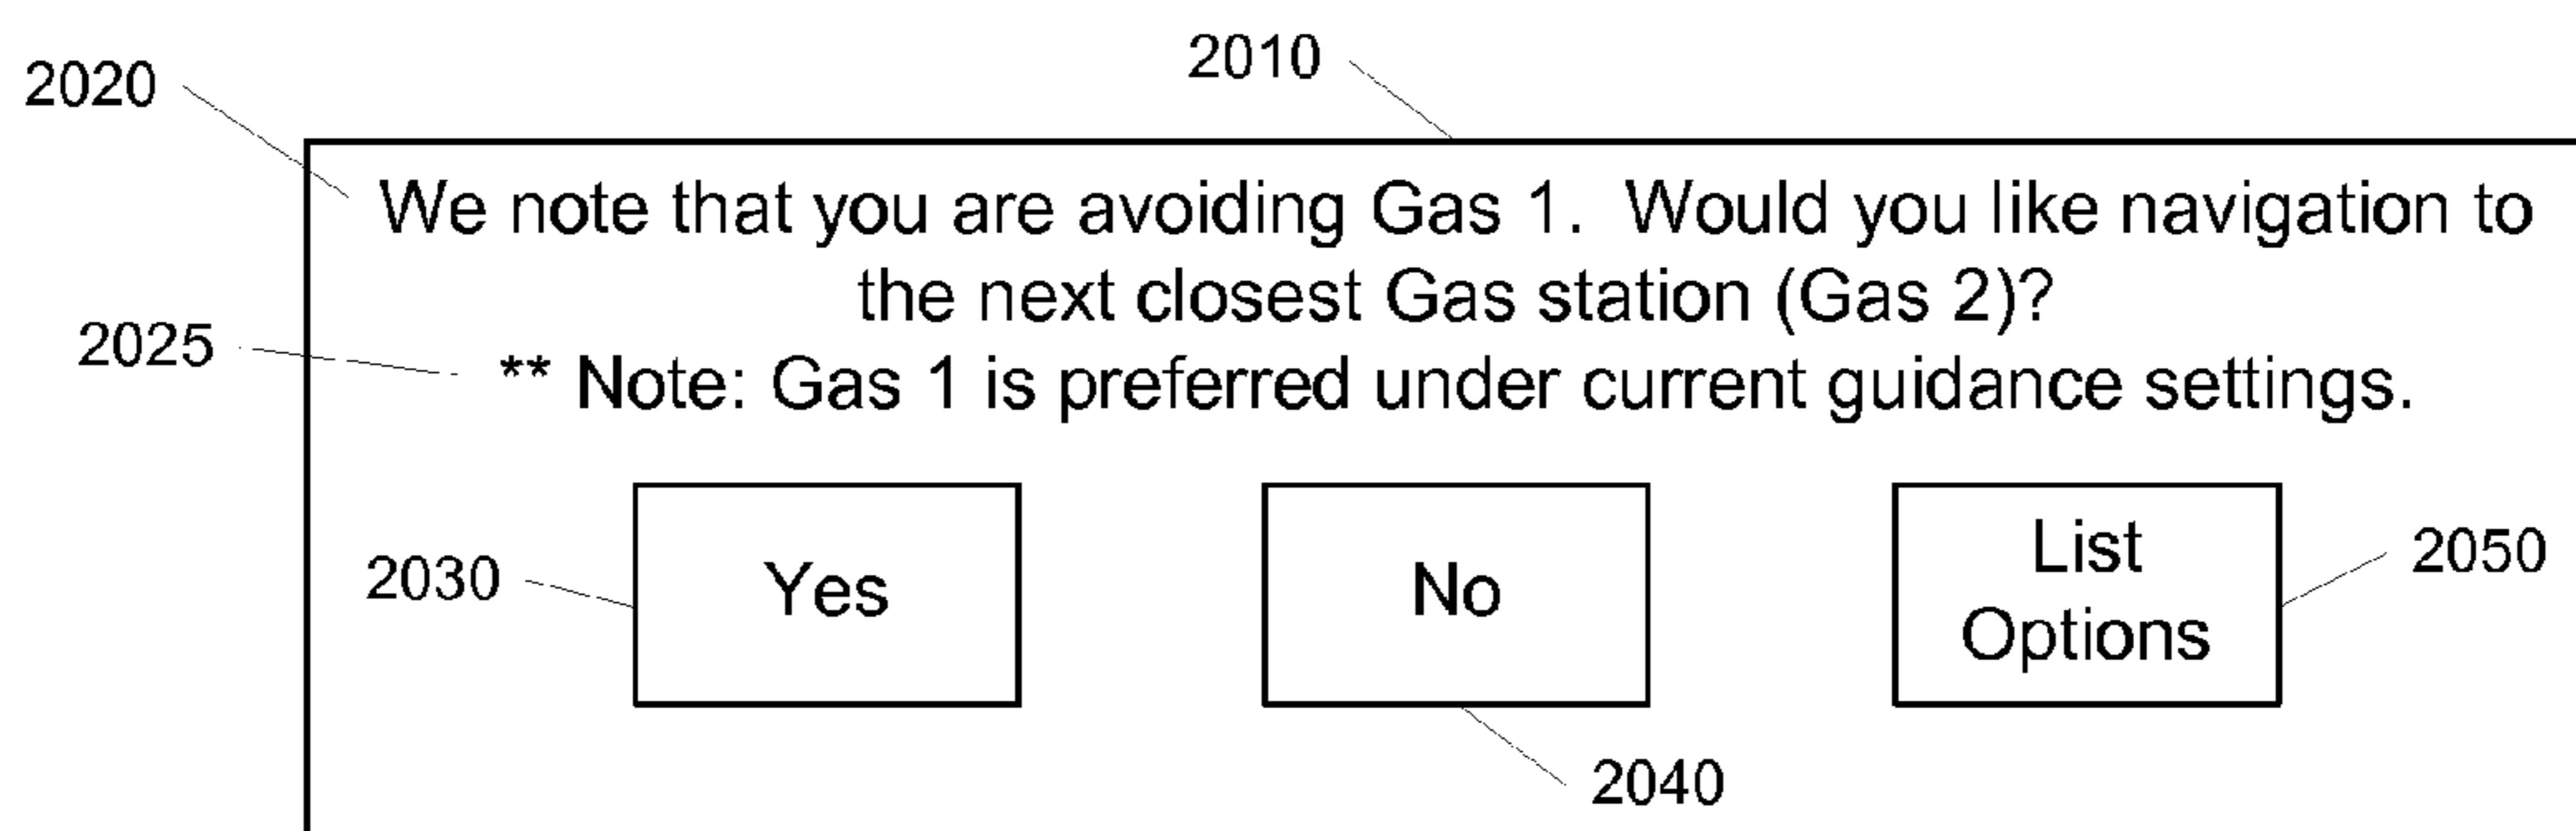 2010
2020
We note that you are avoiding Gas 1. Would you like navigation to
the next closest Gas station (Gas 2)?
2025
** Note: Gas 1 is preferred under current guidance settings.
2030
Yes
No
List
Options
2050
2040